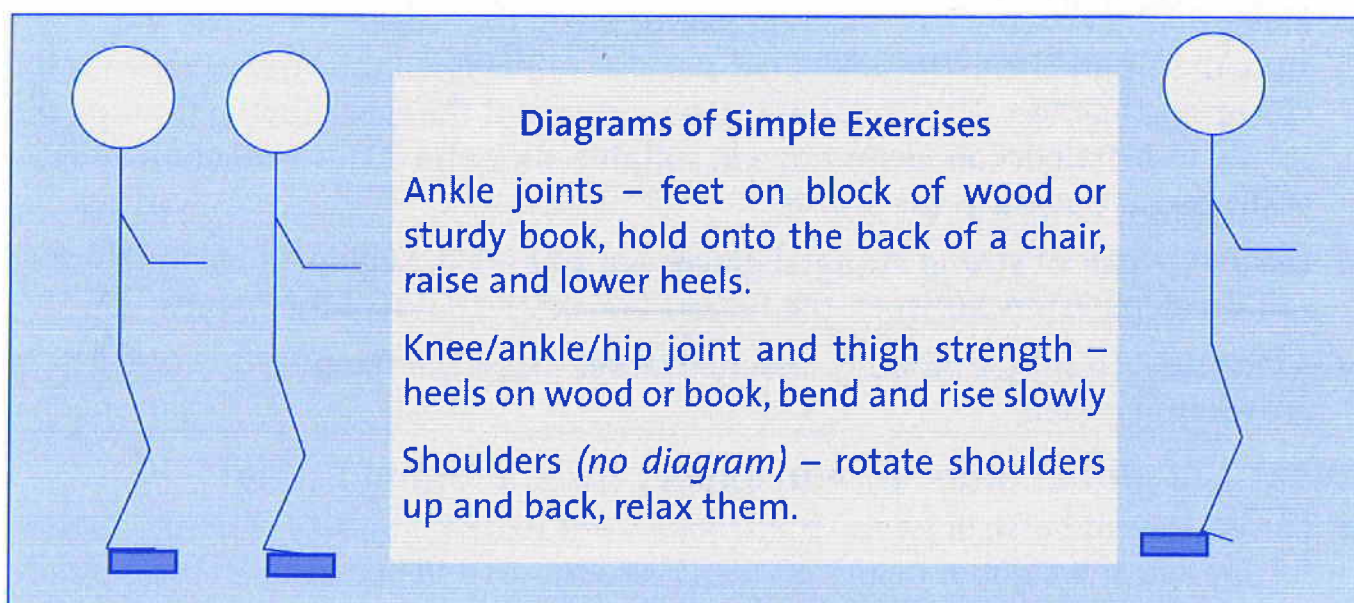 Diagrams of Simple Exercises
Ankle joints – feet on block of wood or
sturdy book, hold onto the back of a chair,
raise and lower heels.
Knee/ankle/hip joint and thigh strength –
heels on wood or book, bend and rise slowly
Shoulders (no diagram) – rotate shoulders
up and back, relax them.